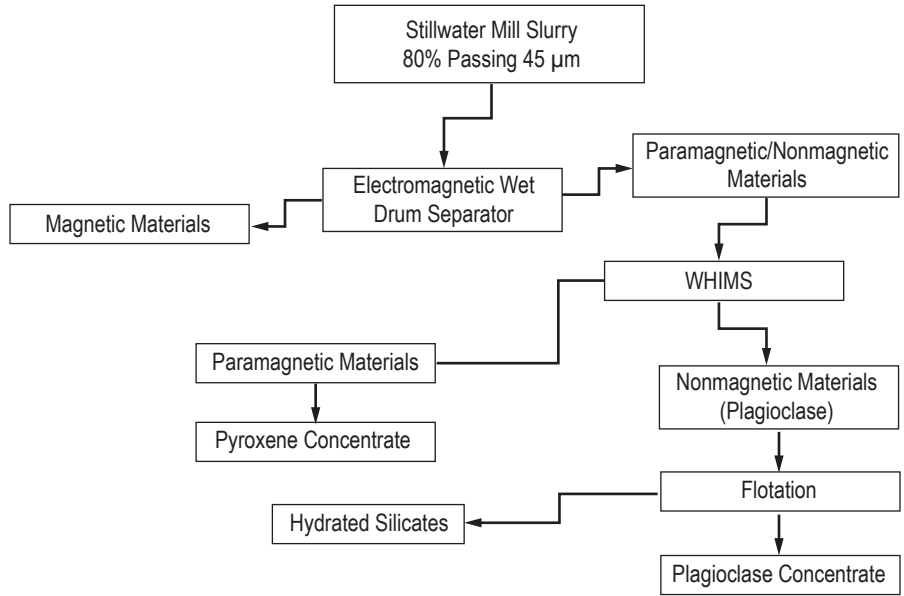 Stillwater Mill Slurry
80% Passing 45 µm
Paramagnetic/Nonmagnetic
Materials
Electromagnetic Wet
Drum Separator
Magnetic Materials
WHIMS
Paramagnetic Materials
Nonmagnetic Materials
(Plagioclase)
Pyroxene Concentrate
Flotation
Hydrated Silicates
Plagioclase Concentrate